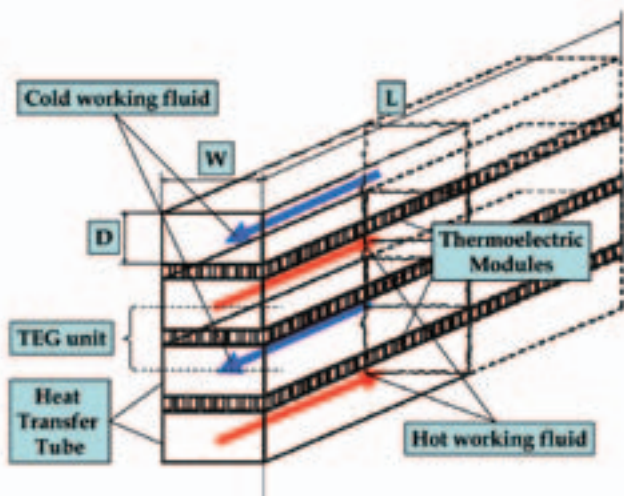 Cold working fluid
L
W
D
Thermoelectric
Modules
TEG unit
Heat
Transfer
Tube
Hot working fluid